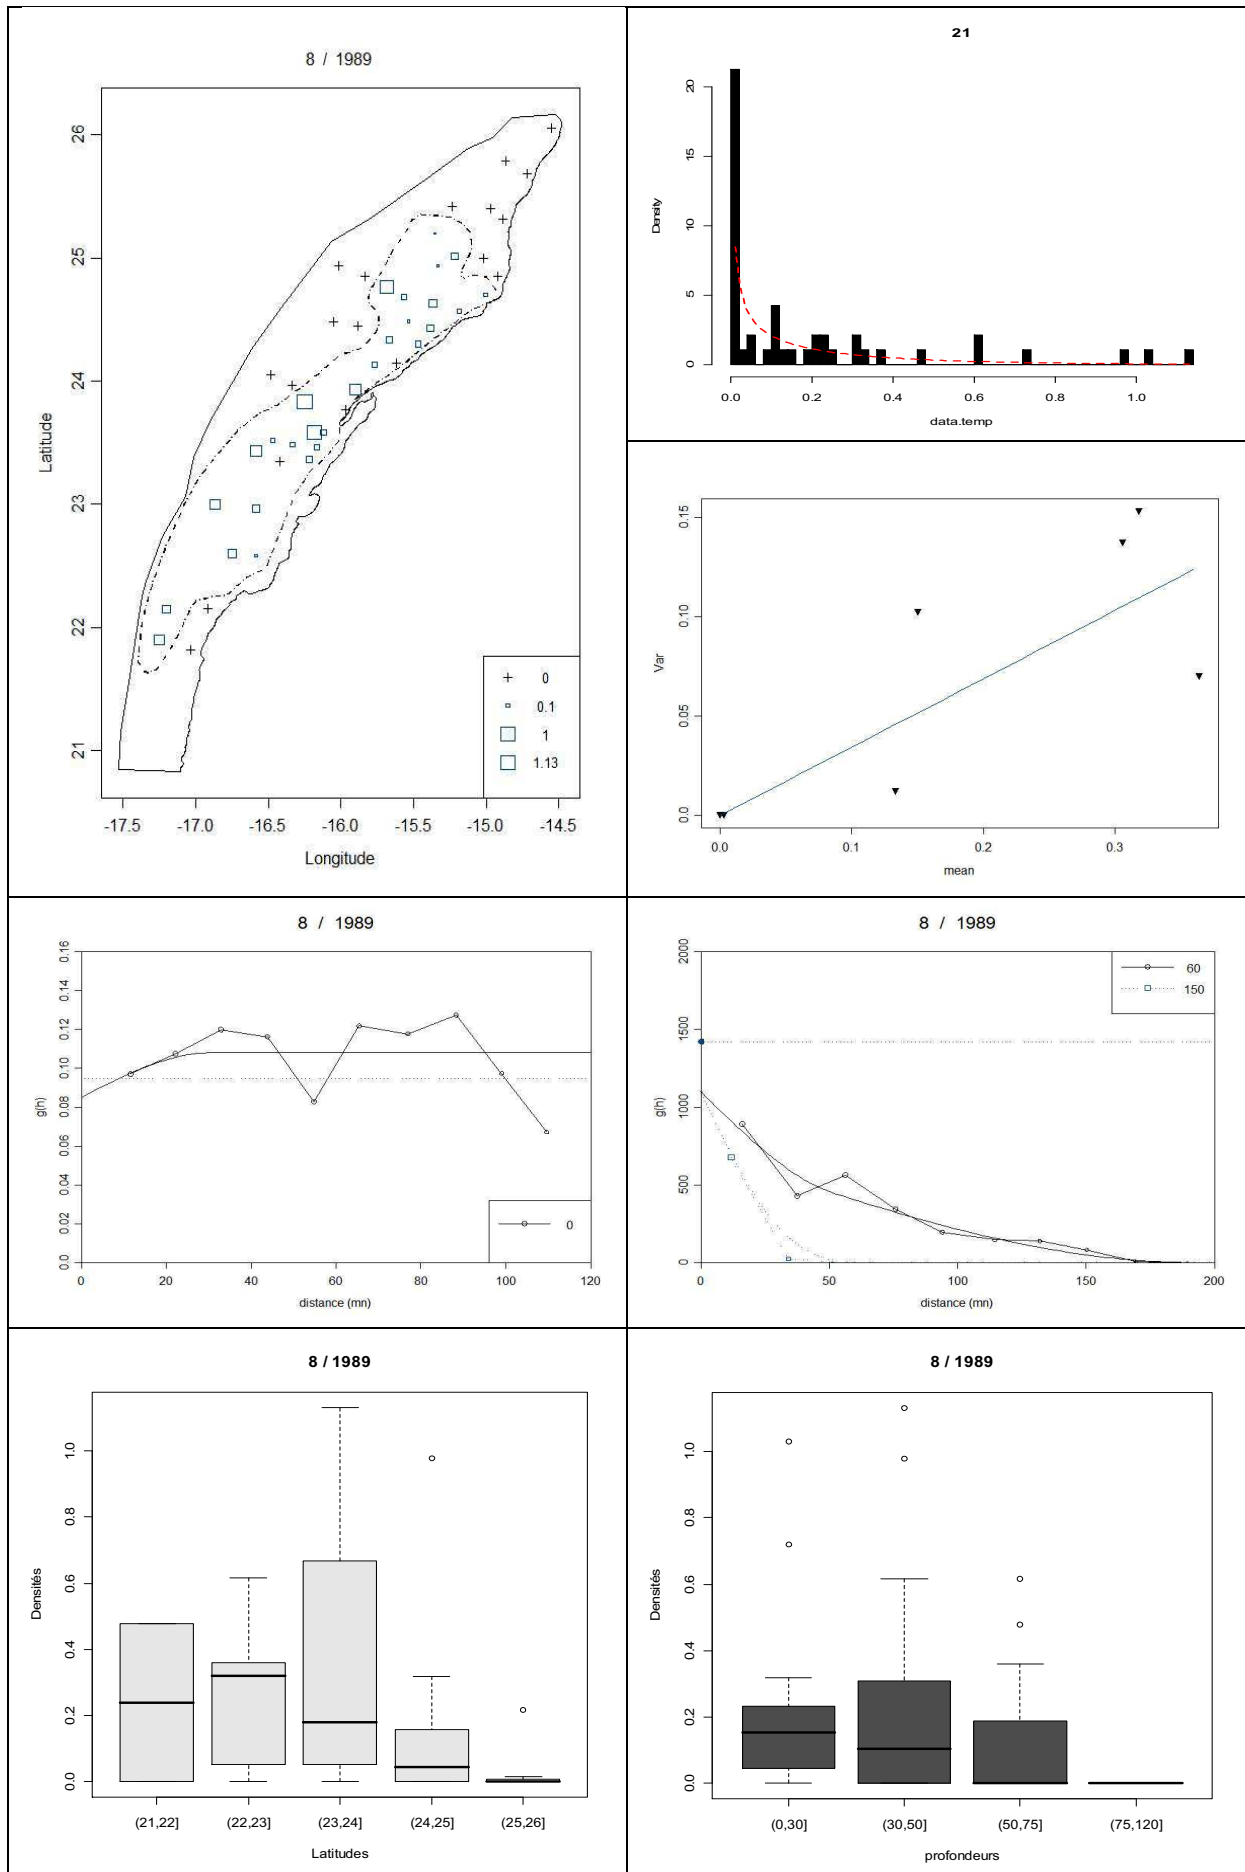 8 / 1989
Latitude
26
25
24
23
22
21
+ 0
0.1
1
1.13
-17.5 -17.0 -16.5 -16.0 -15.5 -15.0 -14.5
Longitude
21
Density
20
15
10
5
0
0.0 0.2 0.4 0.6 0.8 1.0
data.temp
Var
0.15
0.10
0.05
0.0
0.0 0.1 0.2 0.3
mean
8 / 1989
g(h)
0.16
0.14
0.12
0.10
0.08
0.06
0.04
0.02
0.0
0
0 20 40 60 80 100 120
distance (mn)
8 / 1989
g(h)
2000
1500
1000
500
0
60
150
0 50 100 150 200
distance (mn)
8 / 1989
Densités
1.0
0.8
0.6
0.4
0.2
0.0
(21,22] (22,23] (23,24] (24,25] (25,26]
Latitudes
8 / 1989
Densités
1.0
0.8
0.6
0.4
0.2
0.0
(0,30] (30,50] (50,75] (75,120]
profondeurs